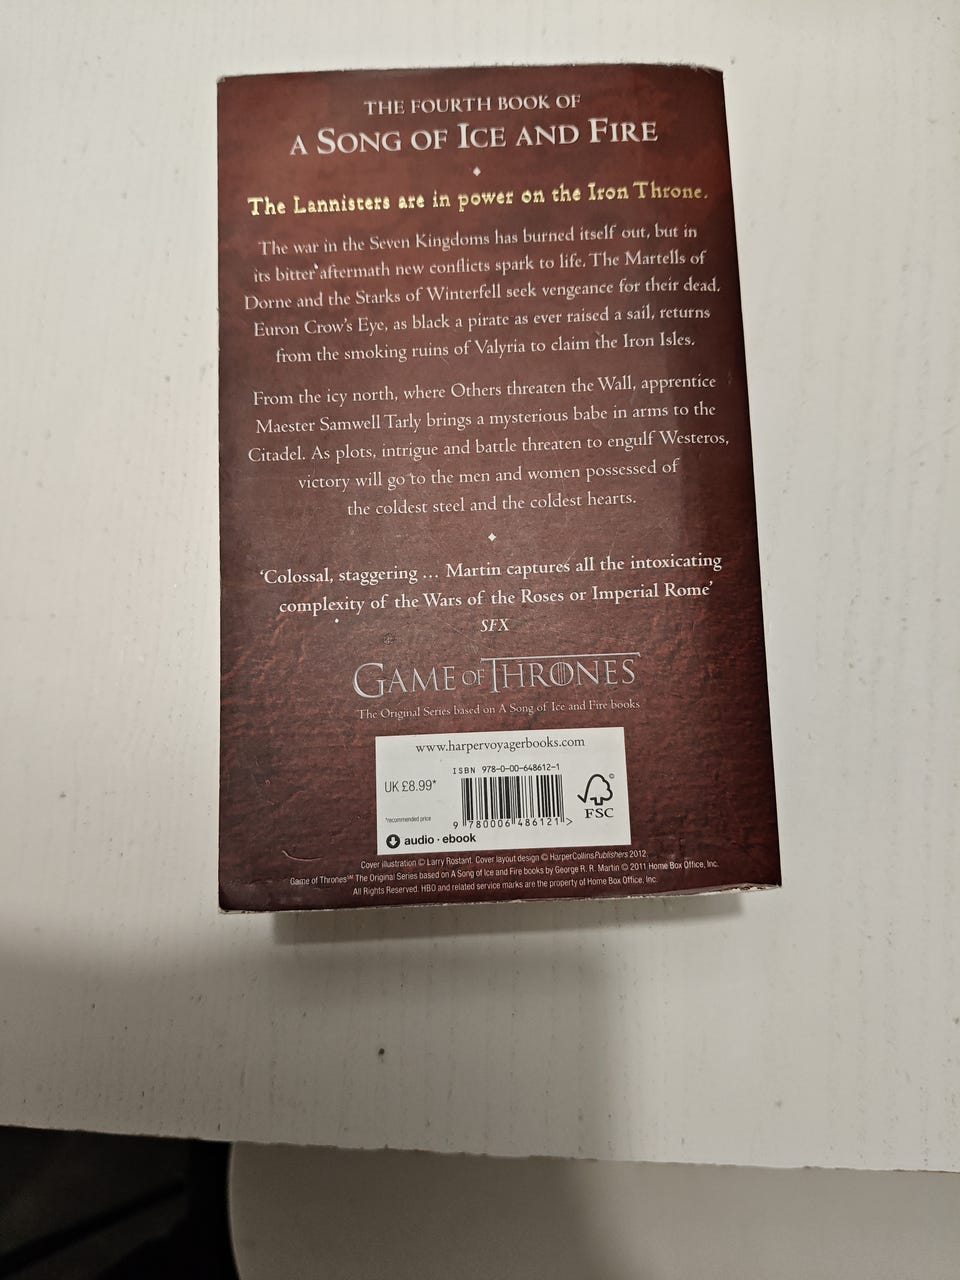 THE FOURTH BOOK OF
A SONG OF ICE AND FIRE
The Lannisters are in power on the Iron Throne.
The war in the Seven Kingdoms has burned itself out, but in
its bitter aftermath new conflicts spark to life. The Martells of
Dorne and the Starks of Winterfell seek vengeance for their dead.
Euron Crow's Eye, as black a pirate as ever raised a sail, returns
from the smoking ruins of Valyria to claim the Iron Isles.
From the icy north, where Others threaten the Wall, apprentice
Maester Samwell Tarly brings a mysterious babe in arms to the
Citadel. As plots, intrigue and battle threaten to engulf Westeros,
victory will go to the men and women possessed of
the coldest steel and the coldest hearts.
'Colossal, staggering ... Martin captures all the intoxicating
complexity of the Wars of the Roses or Imperial Rome'
SFX
GAME OF THRONES
The Original Series based on A Song of Ice and Fire books
www.harpervoyagerbooks.com
ISBN 978-0-00-648612-1
UK £8.99*
*recommended price
9 780006 486121 >
FSC
audio · ebook
Cover illustration © Larry Rostant. Cover layout design © HarperCollinsPublishers 2012
Game of Thrones℠ The Original Series based on A Song of Ice and Fire books by George R. R. Martin © 2011 Home Box Office, Inc.
All Rights Reserved. HBO and related service marks are the property of Home Box Office, Inc.